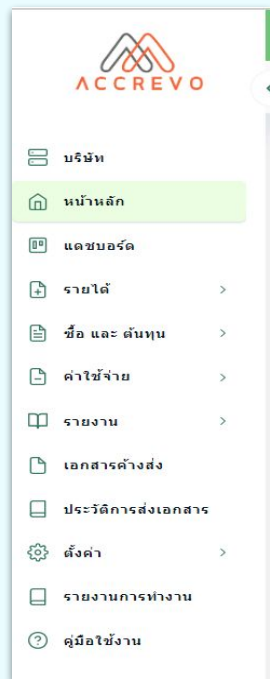 ACCREVO
บริษัท
หน้าหลัก
แดชบอร์ด
รายได้
ซื้อ และ ต้นทุน
ค่าใช้จ่าย
รายงาน
เอกสารค้างส่ง
ประวัติการส่งเอกสาร
ตั้งค่า
รายงานการทำงาน
คู่มือใช้งาน